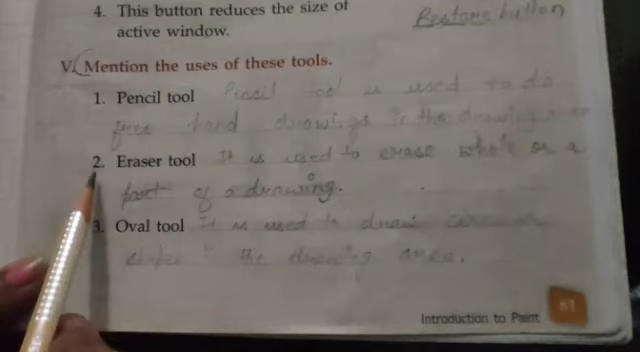 4. This button reduces the size of Restore button
active window.
V. Mention the uses of these tools.
1. Pencil tool Pencil tool is used to do
free hand drawings in the drawing area
2. Eraser tool It is used to erase whole or a
part of a drawing.
3. Oval tool It is used to draw circular
the drawing area.
Introduction to Paint 61